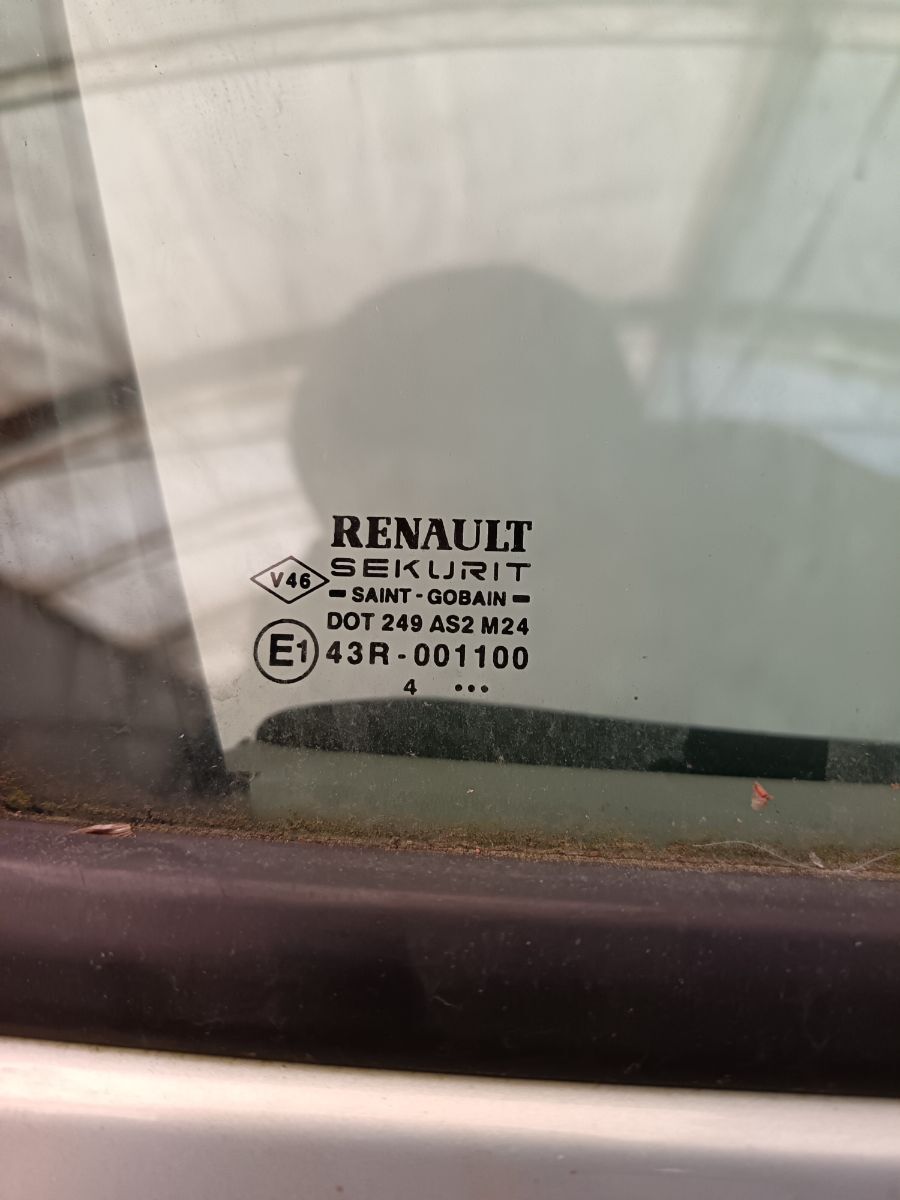 RENAULT
V46 SEKURIT
SAINT - GOBAIN
DOT 249 AS2 M24
E1 43R - 001100
4 •••